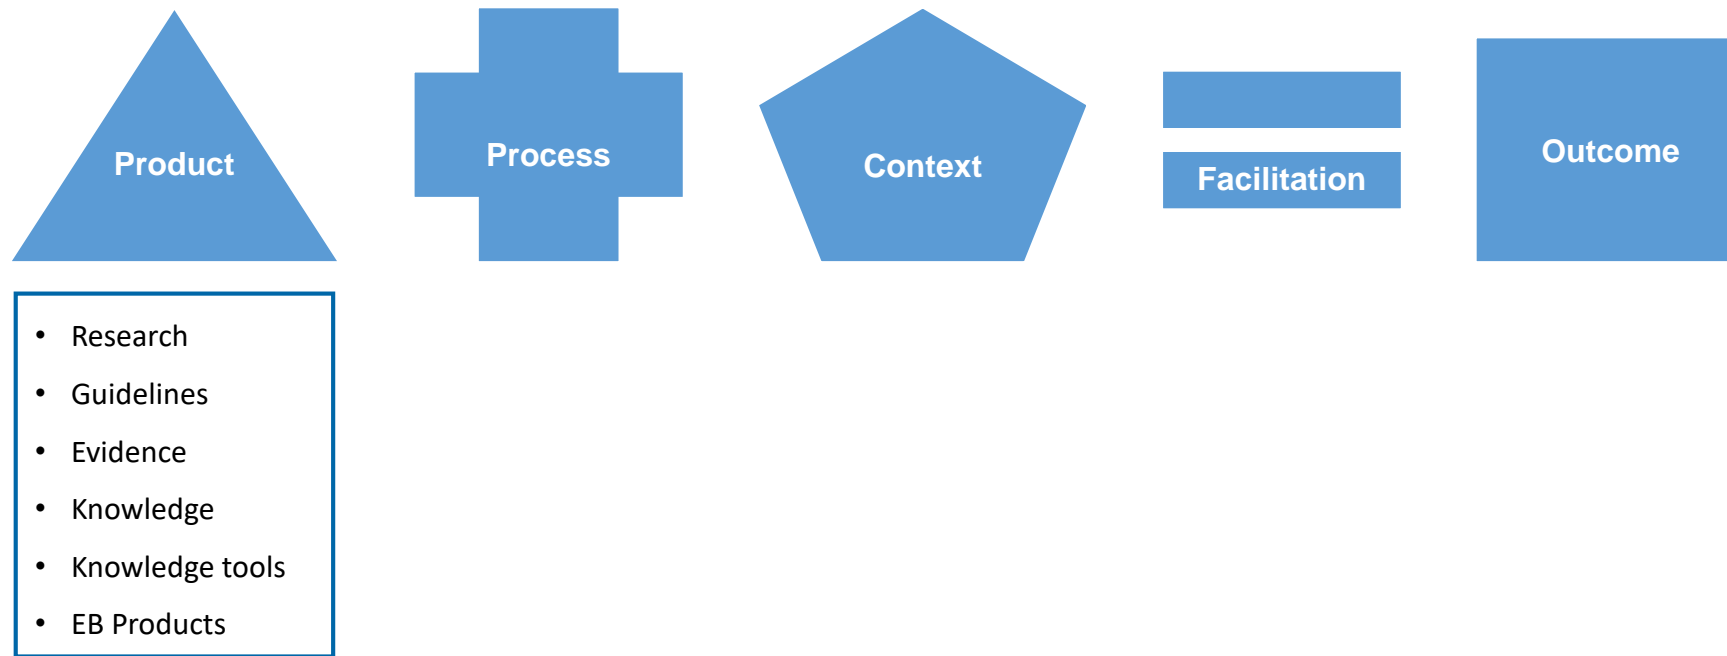 Product
Process
Context
Facilitation
Outcome
• Research
• Guidelines
• Evidence
• Knowledge
• Knowledge tools
• EB Products